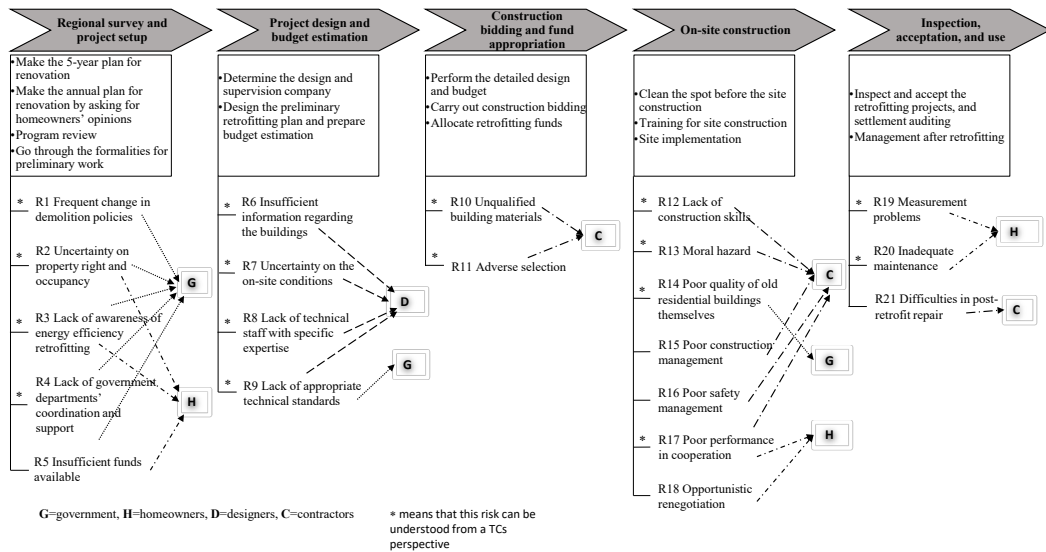 Regional survey and
project setup
Project design and
budget estimation
Construction
bidding and fund
appropriation
On-site construction
Inspection,
acceptation, and use
•Make the 5-year plan for
renovation
•Make the annual plan for
renovation by asking for
homeowners' opinions
•Program review
•Go through the formalities for
preliminary work
•Determine the design and
supervision company
•Design the preliminary
retrofitting plan and prepare
budget estimation
•Perform the detailed design
and budget
•Carry out construction bidding
•Allocate retrofitting funds
•Clean the spot before the site
construction
•Training for site construction
•Site implementation
•Inspect and accept the
retrofitting projects, and
settlement auditing
•Management after retrofitting
* R1 Frequent change in
demolition policies
* R2 Uncertainty on
property right and
occupancy
* R3 Lack of awareness of
energy efficiency
retrofitting
* R4 Lack of government
departments'
coordination and
support
R5 Insufficient funds
available
G
H
* R6 Insufficient
information regarding
the buildings
* R7 Uncertainty on the
on-site conditions
* R8 Lack of technical
staff with specific
expertise
* R9 Lack of appropriate
technical standards
D
G
* R10 Unqualified
building materials
* R11 Adverse selection
C
* R12 Lack of
construction skills
* R13 Moral hazard
* R14 Poor quality of old
residential buildings
themselves
R15 Poor construction
management
R16 Poor safety
management
* R17 Poor performance
in cooperation
R18 Opportunistic
renegotiation
C
G
H
* R19 Measurement
problems
* R20 Inadequate
maintenance
R21 Difficulties in post-
retrofit repair
H
C
G=government, H=homeowners, D=designers, C=contractors
* means that this risk can be
understood from a TCs
perspective